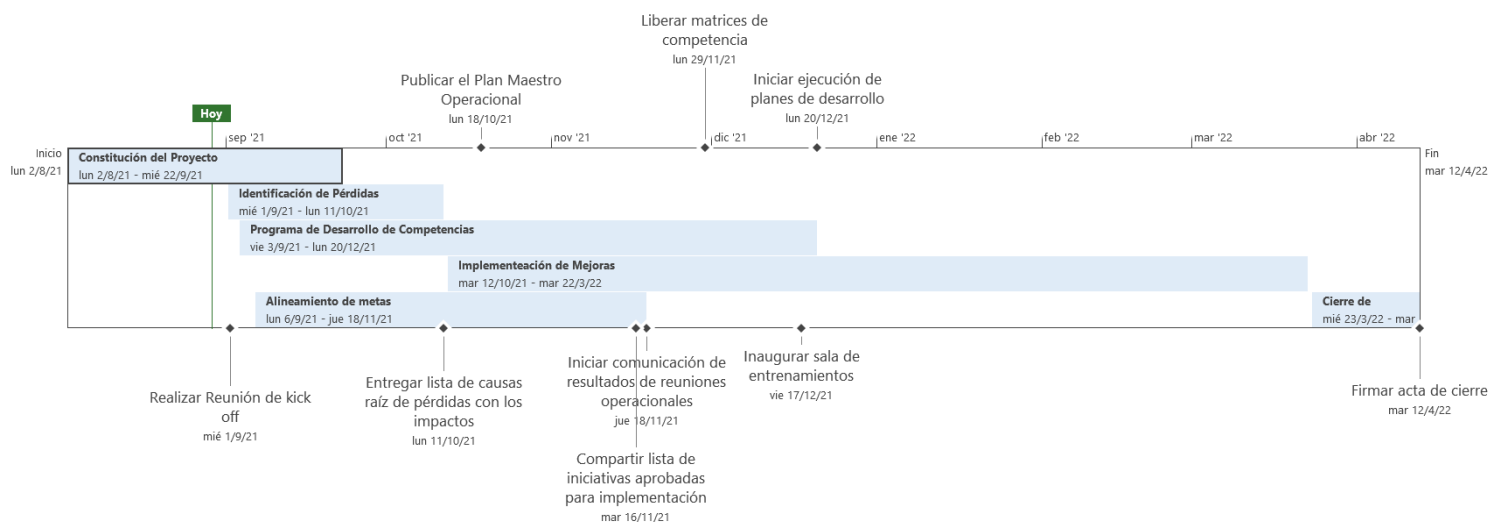 Liberar matrices de
competencia
lun 29/11/21
Publicar el Plan Maestro
Operacional
lun 18/10/21
Iniciar ejecución de
planes de desarrollo
lun 20/12/21
Hoy
sep '21
oct '21
nov '21
dic '21
ene '22
feb '22
mar '22
abr '22
Inicio
lun 2/8/21
Fin
mar 12/4/22
Constitución del Proyecto
lun 2/8/21 - mié 22/9/21
Identificación de Pérdidas
mié 1/9/21 - lun 11/10/21
Programa de Desarrollo de Competencias
vie 3/9/21 - lun 20/12/21
Implementeación de Mejoras
mar 12/10/21 - mar 22/3/22
Alineamiento de metas
lun 6/9/21 - jue 18/11/21
Cierre de
mié 23/3/22 - mar
Realizar Reunión de kick
off
mié 1/9/21
Entregar lista de causas
raíz de pérdidas con los
impactos
lun 11/10/21
Iniciar comunicación de
resultados de reuniones
operacionales
jue 18/11/21
Compartir lista de
iniciativas aprobadas
para implementación
mar 16/11/21
Inaugurar sala de
entrenamientos
vie 17/12/21
Firmar acta de cierre
mar 12/4/22